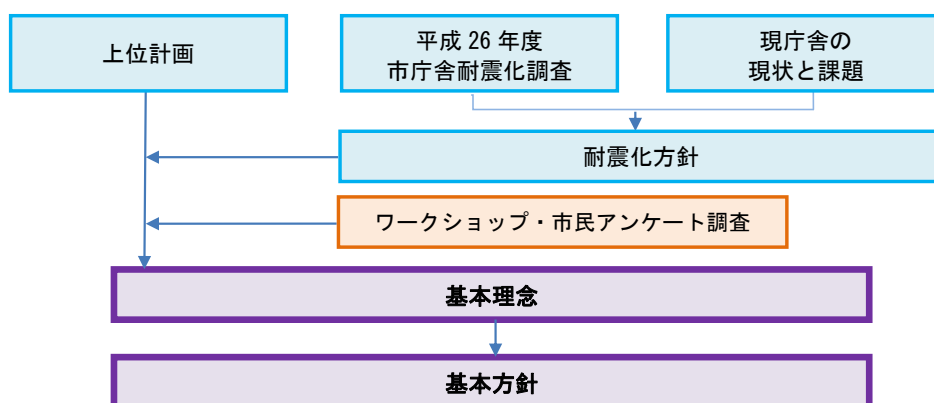 上位計画
平成 26 年度
市庁舎耐震化調査
現庁舎の
現状と課題
耐震化方針
ワークショップ・市民アンケート調査
基本理念
基本方針